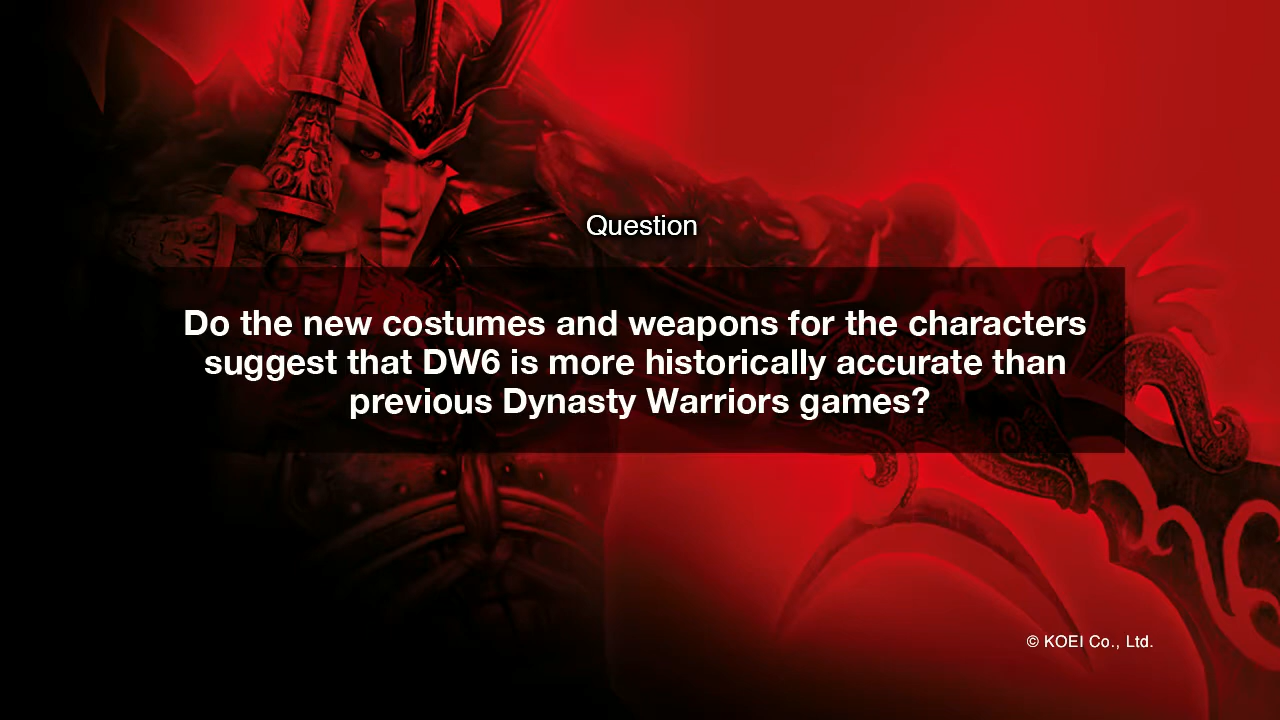 Question
Do the new costumes and weapons for the characters
suggest that DW6 is more historically accurate than
previous Dynasty Warriors games?
© KOEI Co., Ltd.